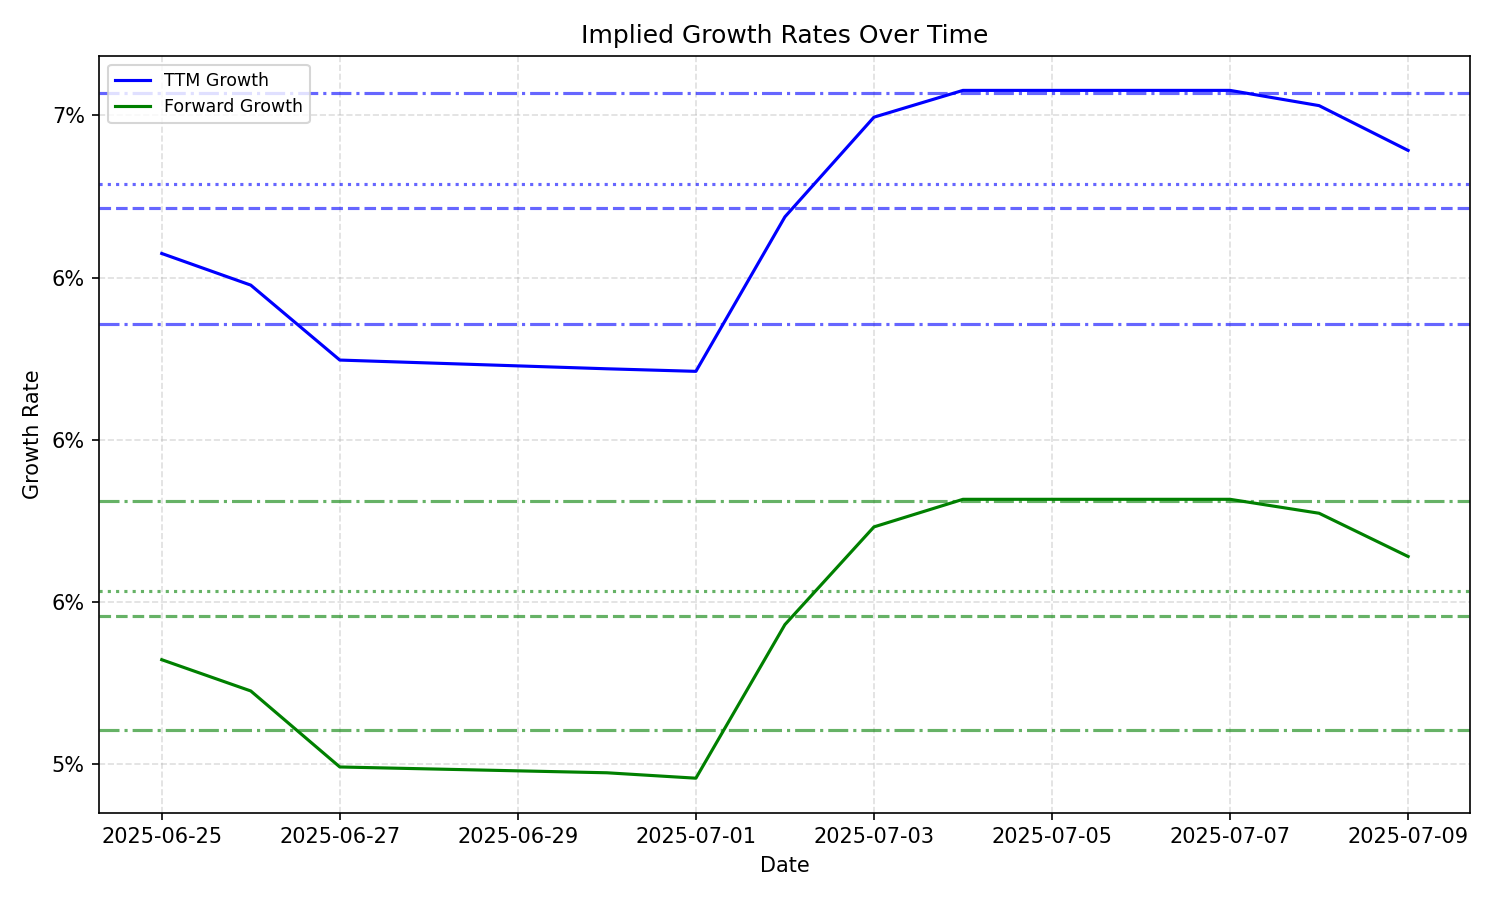 Implied Growth Rates Over Time
TTM Growth
Forward Growth
7%
6%
6%
6%
5%
Growth Rate
2025-06-25
2025-06-27
2025-06-29
2025-07-01
2025-07-03
2025-07-05
2025-07-07
2025-07-09
Date